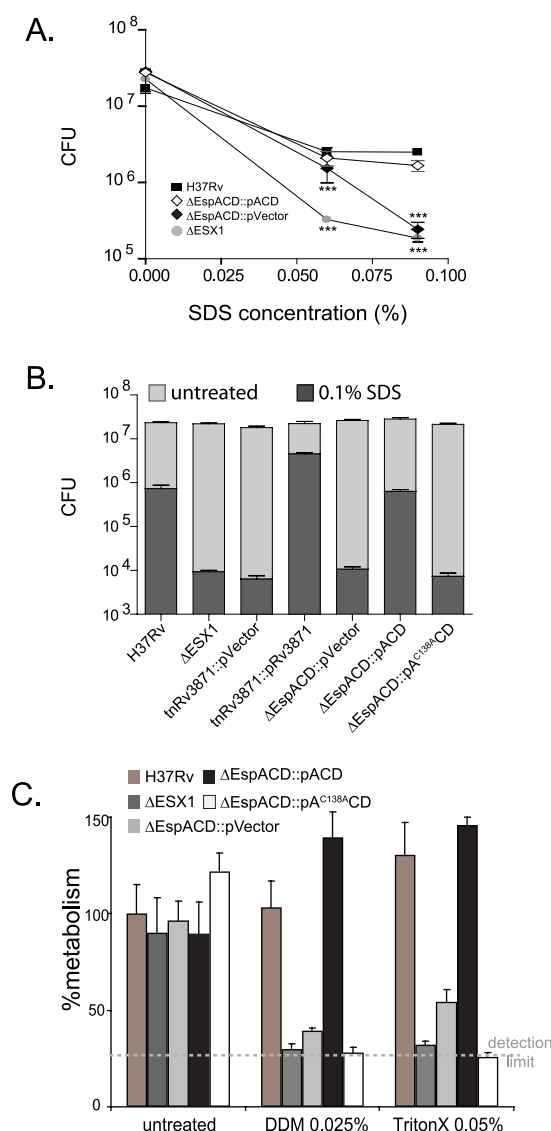 A.
10^8
10^7
10^6
10^5
CFU
H37Rv
ΔEspACD::pACD
ΔEspACD::pVector
ΔESX1
***
***
***
***
0.000 0.025 0.050 0.075 0.100
SDS concentration (%)
B.
untreated 0.1% SDS
10^8
10^7
10^6
10^5
10^4
10^3
CFU
H37Rv
ΔESX1
tnRv3871::pVector
tnRv3871::pRv3871
ΔEspACD::pVector
ΔEspACD::pACD
ΔEspACD::pA^C138ACD
C.
H37Rv ΔEspACD::pACD
ΔESX1 ΔEspACD::pA^C138ACD
ΔEspACD::pVector
150
100
50
0
%metabolism
detection
limit
untreated DDM 0.025% TritonX 0.05%